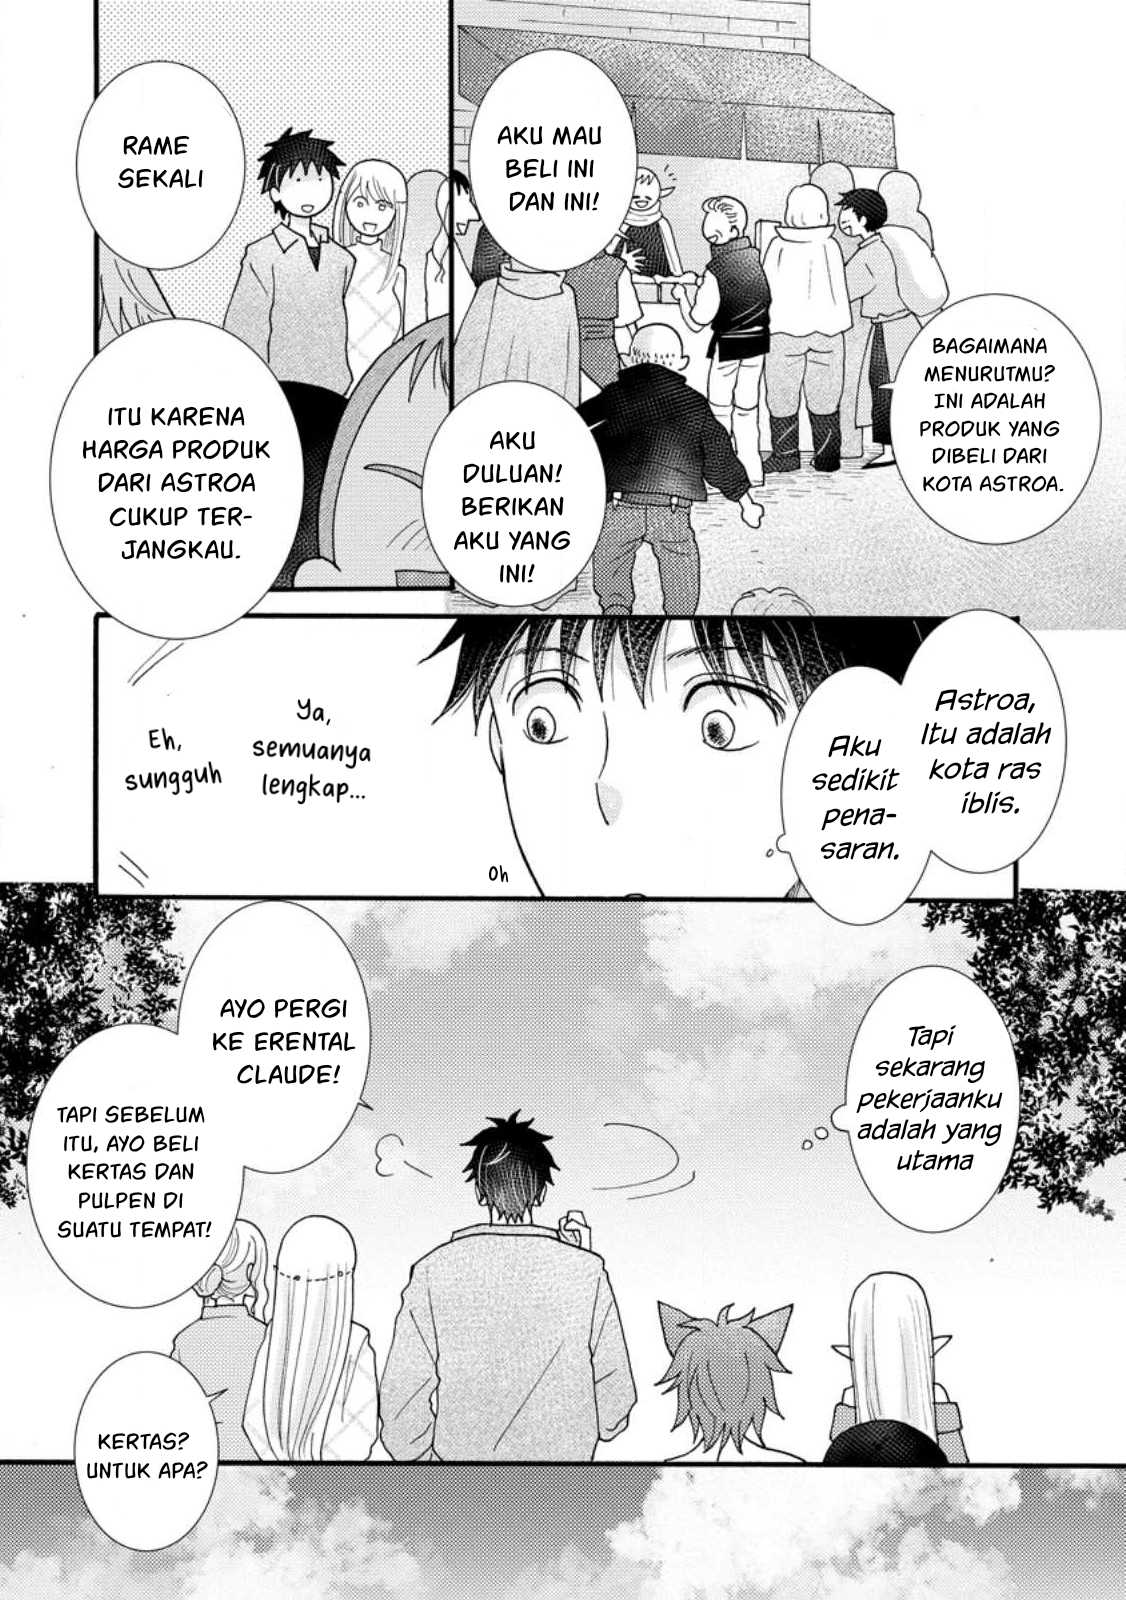 AKU MAU
BELI INI
DAN INI!
BAGAIMANA
MENURUTMU?
INI ADALAH
PRODUK YANG
DIBELI DARI
KOTA ASTROA.
AKU
DULUAN!
BERIKAN
AKU YANG
INI!
RAME
SEKALI
ITU KARENA
HARGA PRODUK
DARI ASTROA
CUKUP TER-
JANGKAU.
Astroa,
Itu adalah
kota ras
iblis.
Aku
sedikit
pena-
saran.
Ya,
semuanya
lengkap...
Eh,
sungguh
Oh
Tapi
sekarang
pekerjaanku
adalah yang
utama
AYO PERGI
KE ERENTAL
CLAUDE!
TAPI SEBELUM
ITU, AYO BELI
KERTAS DAN
PULPEN DI
SUATU TEMPAT!
KERTAS?
UNTUK APA?